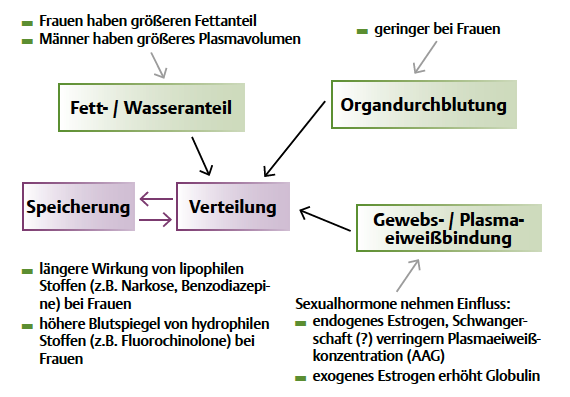 Frauen haben größeren Fettanteil
Männer haben größeres Plasmavolumen
geringer bei Frauen
Fett- / Wasseranteil
Organdurchblutung
Speicherung
Verteilung
Gewebs- / Plasma-
eiweißbindung
längere Wirkung von lipophilen
Stoffen (z.B. Narkose, Benzodiazepi-
ne) bei Frauen
höhere Blutspiegel von hydrophilen
Stoffen (z.B. Fluorochinolone) bei
Frauen
Sexualhormone nehmen Einfluss:
endogenes Estrogen, Schwanger-
schaft (?) verringern Plasmaeiweiß-
konzentration (AAG)
exogenes Estrogen erhöht Globulin